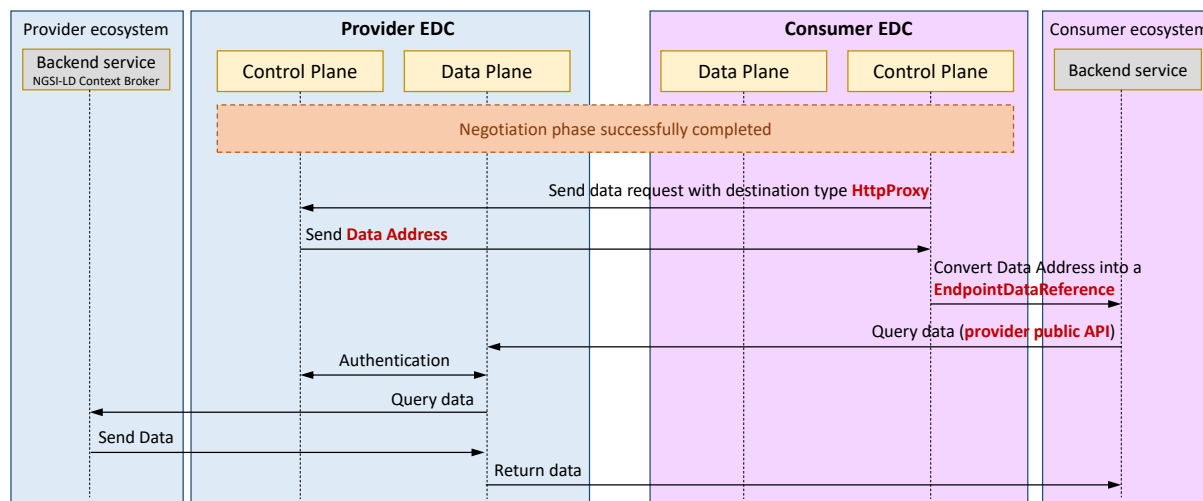 Provider ecosystem
Provider EDC
Consumer EDC
Consumer ecosystem
Backend service
NGSI-LD Context Broker
Control Plane
Data Plane
Data Plane
Control Plane
Backend service
Negotiation phase successfully completed
Send data request with destination type HttpProxy
Send Data Address
Convert Data Address into a
EndpointDataReference
Query data (provider public API)
Authentication
Query data
Send Data
Return data